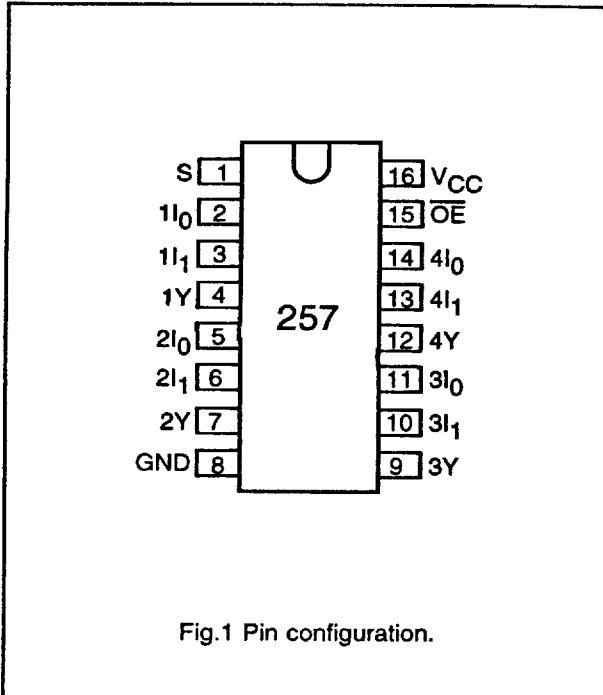 S 1 16 VCC
1I0 2 15 OE
1I1 3 14 4I0
1Y 4 13 4I1
257
2I0 5 12 4Y
2I1 6 11 3I0
2Y 7 10 3I1
GND 8 9 3Y
Fig.1 Pin configuration.